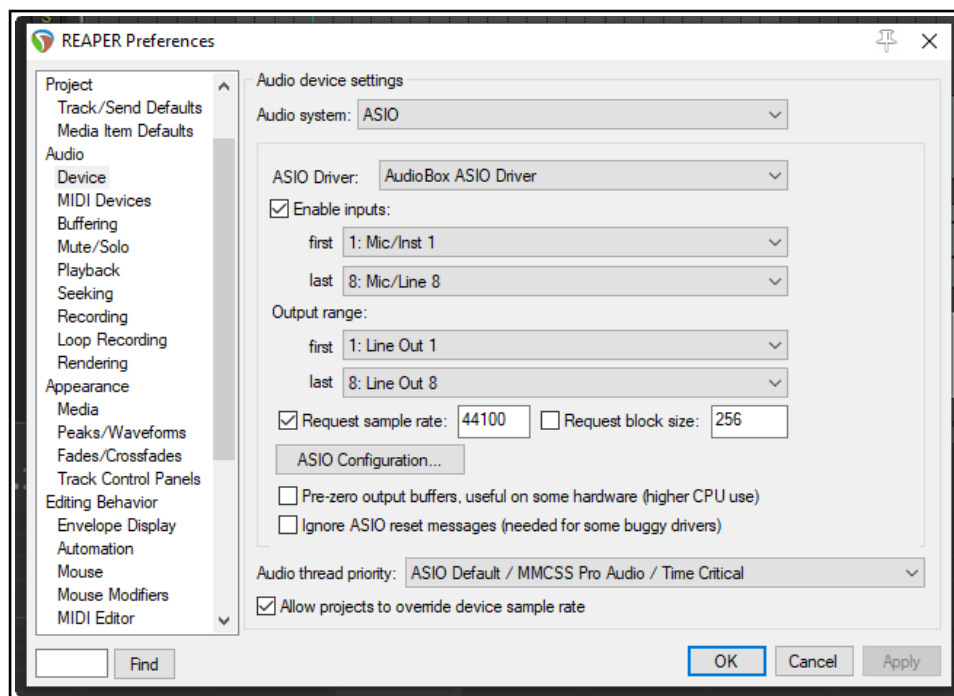 REAPER Preferences
Project
Track/Send Defaults
Media Item Defaults
Audio
Device
MIDI Devices
Buffering
Mute/Solo
Playback
Seeking
Recording
Loop Recording
Rendering
Appearance
Media
Peaks/Waveforms
Fades/Crossfades
Track Control Panels
Editing Behavior
Envelope Display
Automation
Mouse
Mouse Modifiers
MIDI Editor
Find
Audio device settings
Audio system: ASIO
ASIO Driver: AudioBox ASIO Driver
Enable inputs:
first 1: Mic/Inst 1
last 8: Mic/Line 8
Output range:
first 1: Line Out 1
last 8: Line Out 8
Request sample rate: 44100 Request block size: 256
ASIO Configuration...
Pre-zero output buffers, useful on some hardware (higher CPU use)
Ignore ASIO reset messages (needed for some buggy drivers)
Audio thread priority: ASIO Default / MMCSS Pro Audio / Time Critical
Allow projects to override device sample rate
OK Cancel Apply